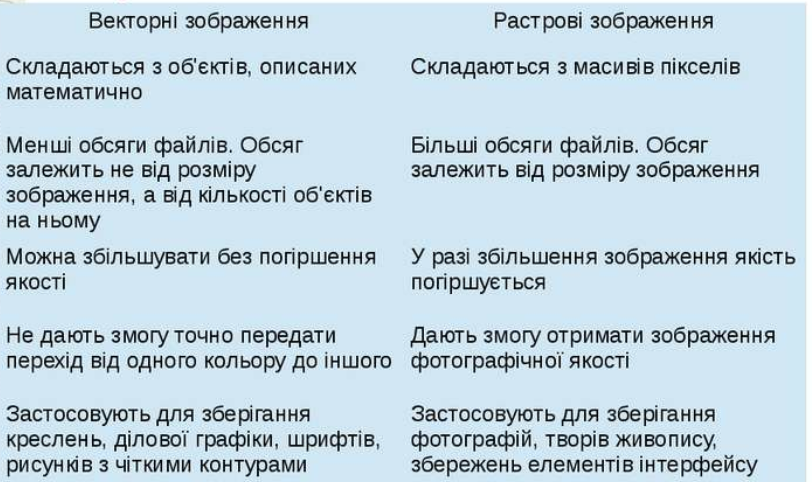 Векторні зображення
Растрові зображення
Складаються з об'єктів, описаних
математично
Складаються з масивів пікселів
Менші обсяги файлів. Обсяг
залежить не від розміру
зображення, а від кількості об'єктів
на ньому
Більші обсяги файлів. Обсяг
залежить від розміру зображення
Можна збільшувати без погіршення
якості
У разі збільшення зображення якість
погіршується
Не дають змогу точно передати
перехід від одного кольору до іншого
Дають змогу отримати зображення
фотографічної якості
Застосовують для зберігання
креслень, ділової графіки, шрифтів,
рисунків з чіткими контурами
Застосовують для зберігання
фотографій, творів живопису,
збережень елементів інтерфейсу